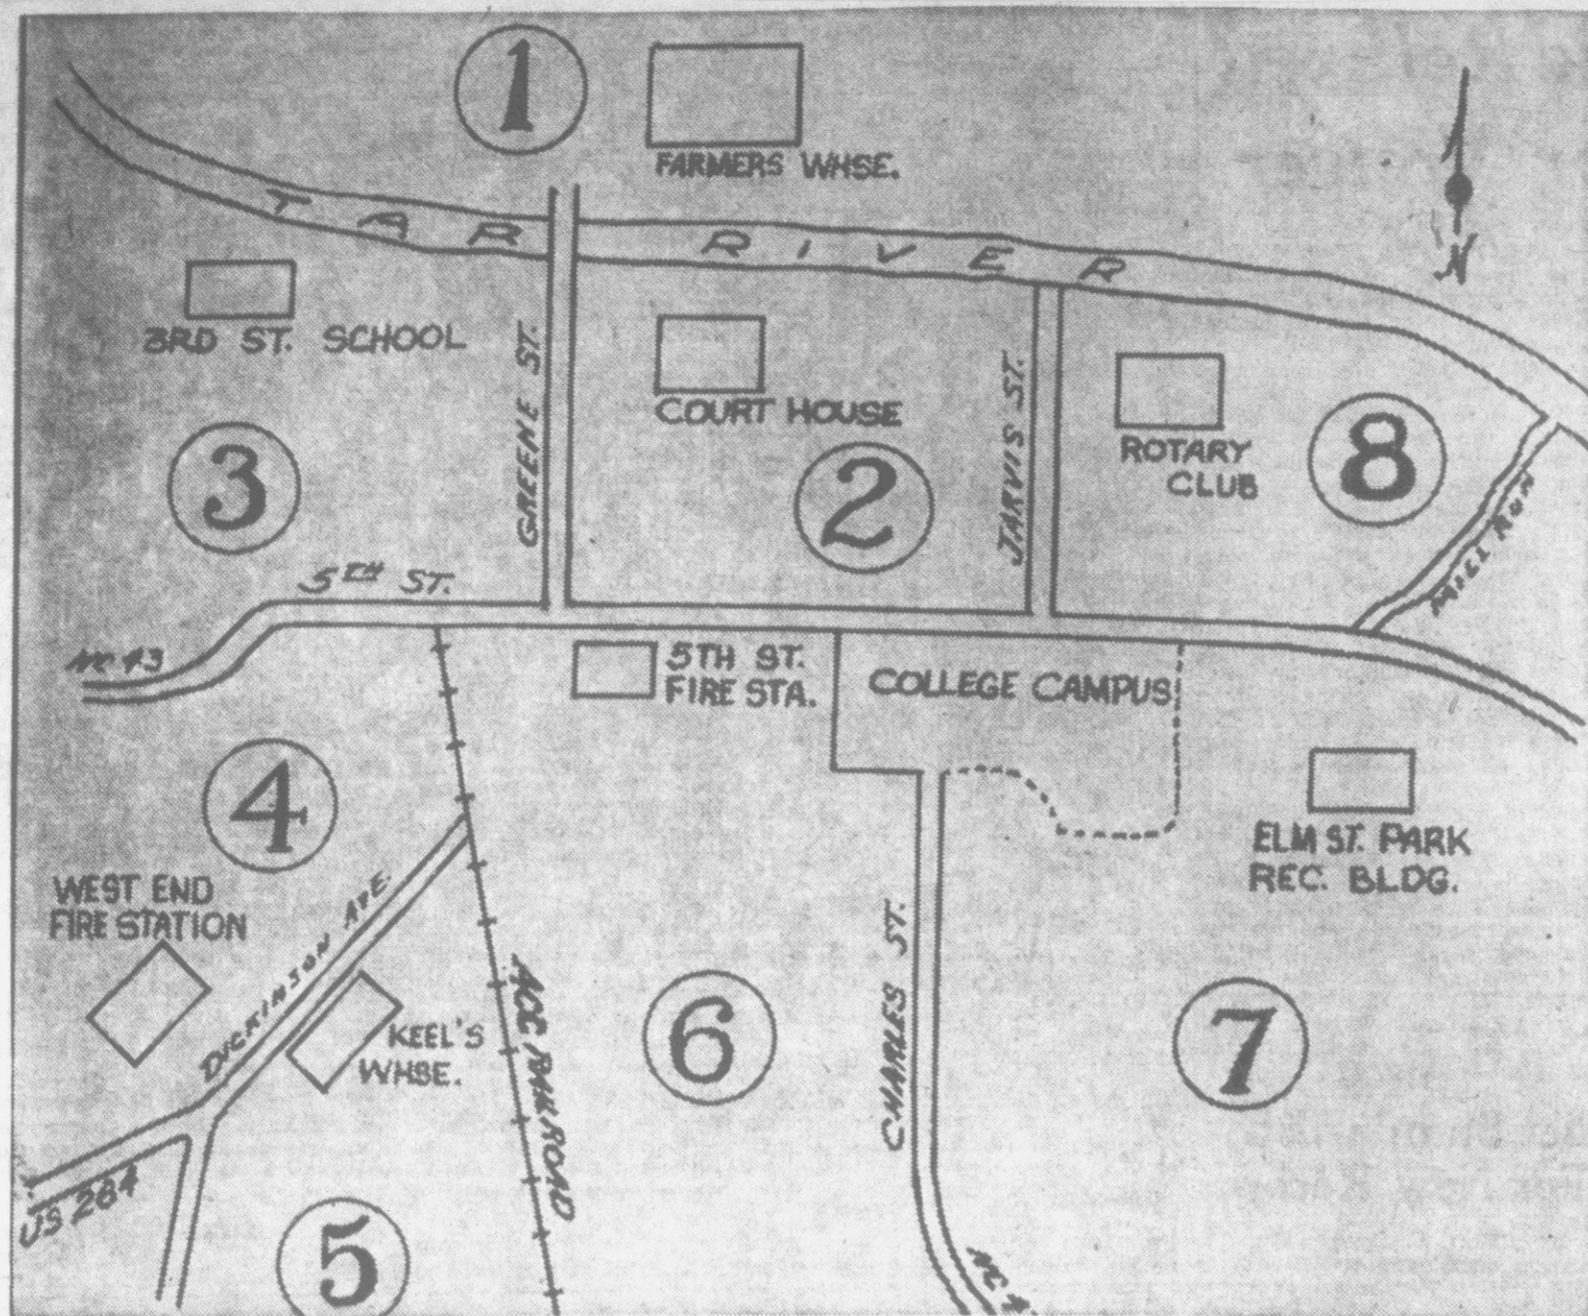 1
FARMERS WHSE.
TAR RIVER
N
3RD ST. SCHOOL
GREENE ST.
COURT HOUSE
JARVIS ST.
ROTARY
CLUB
8
3
2
MILL RUN
5TH ST.
NC 43
5TH ST.
FIRE STA.
COLLEGE CAMPUS
4
ELM ST. PARK
REC. BLDG.
WEST END
FIRE STATION
DICKINSON AVE.
KEEL'S
WHSE.
ACC RAILROAD
6
CHARLES ST.
7
US 264
5
NC